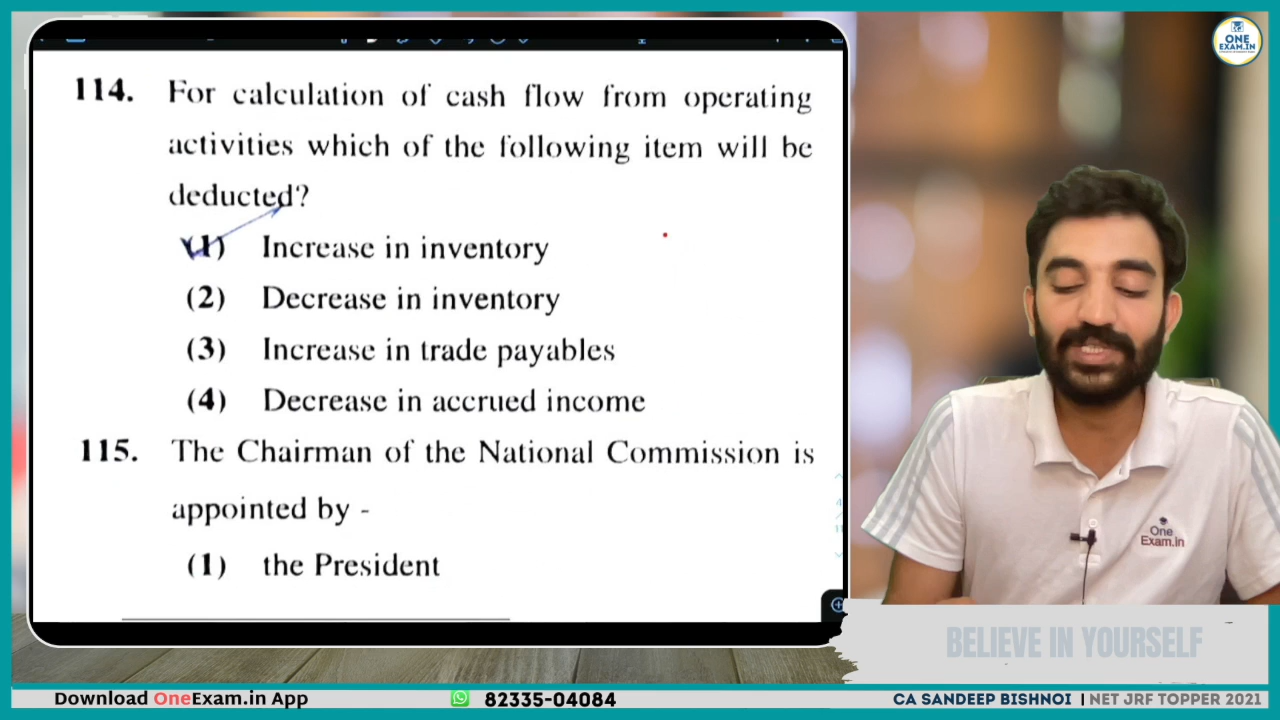 ONE
EXAM.IN
114. For calculation of cash flow from operating
activities which of the following item will be
deducted?
(1) Increase in inventory
(2) Decrease in inventory
(3) Increase in trade payables
(4) Decrease in accrued income
115. The Chairman of the National Commission is
appointed by -
(1) the President
One
Exam.in
BELIEVE IN YOURSELF
Download OneExam.in App 82335-04084 CA SANDEEP BISHNOI | NET JRF TOPPER 2021